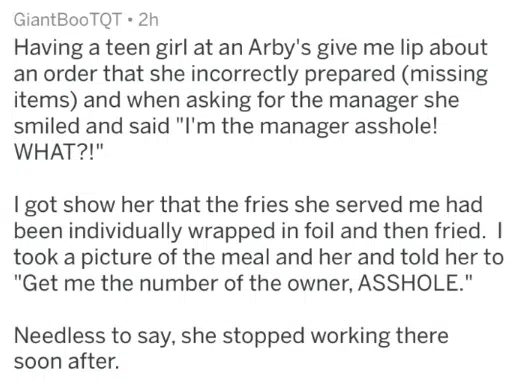 GiantBooTQT • 2h
Having a teen girl at an Arby's give me lip about
an order that she incorrectly prepared (missing
items) and when asking for the manager she
smiled and said "I'm the manager asshole!
WHAT?!"
I got show her that the fries she served me had
been individually wrapped in foil and then fried. I
took a picture of the meal and her and told her to
"Get me the number of the owner, ASSHOLE."
Needless to say, she stopped working there
soon after.